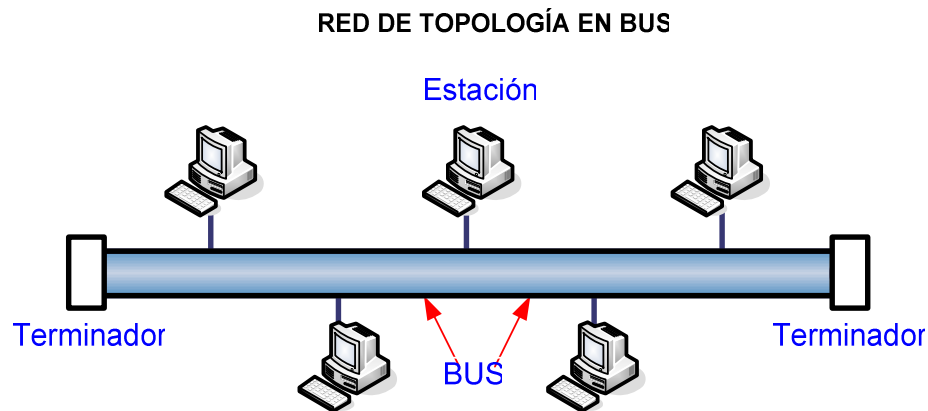 RED DE TOPOLOGÍA EN BUS
Estación
Terminador
Terminador
BUS